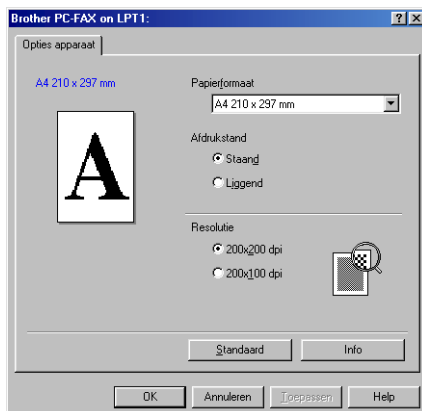 Brother PC-FAX on LPT1:
Opties apparaat
A4 210 x 297 mm
A
Papierformaat
A4 210 x 297 mm
Afdrukstand
Staand
Liggend
Resolutie
200x200 dpi
200x100 dpi
Standaard Info
OK Annuleren Toepassen Help